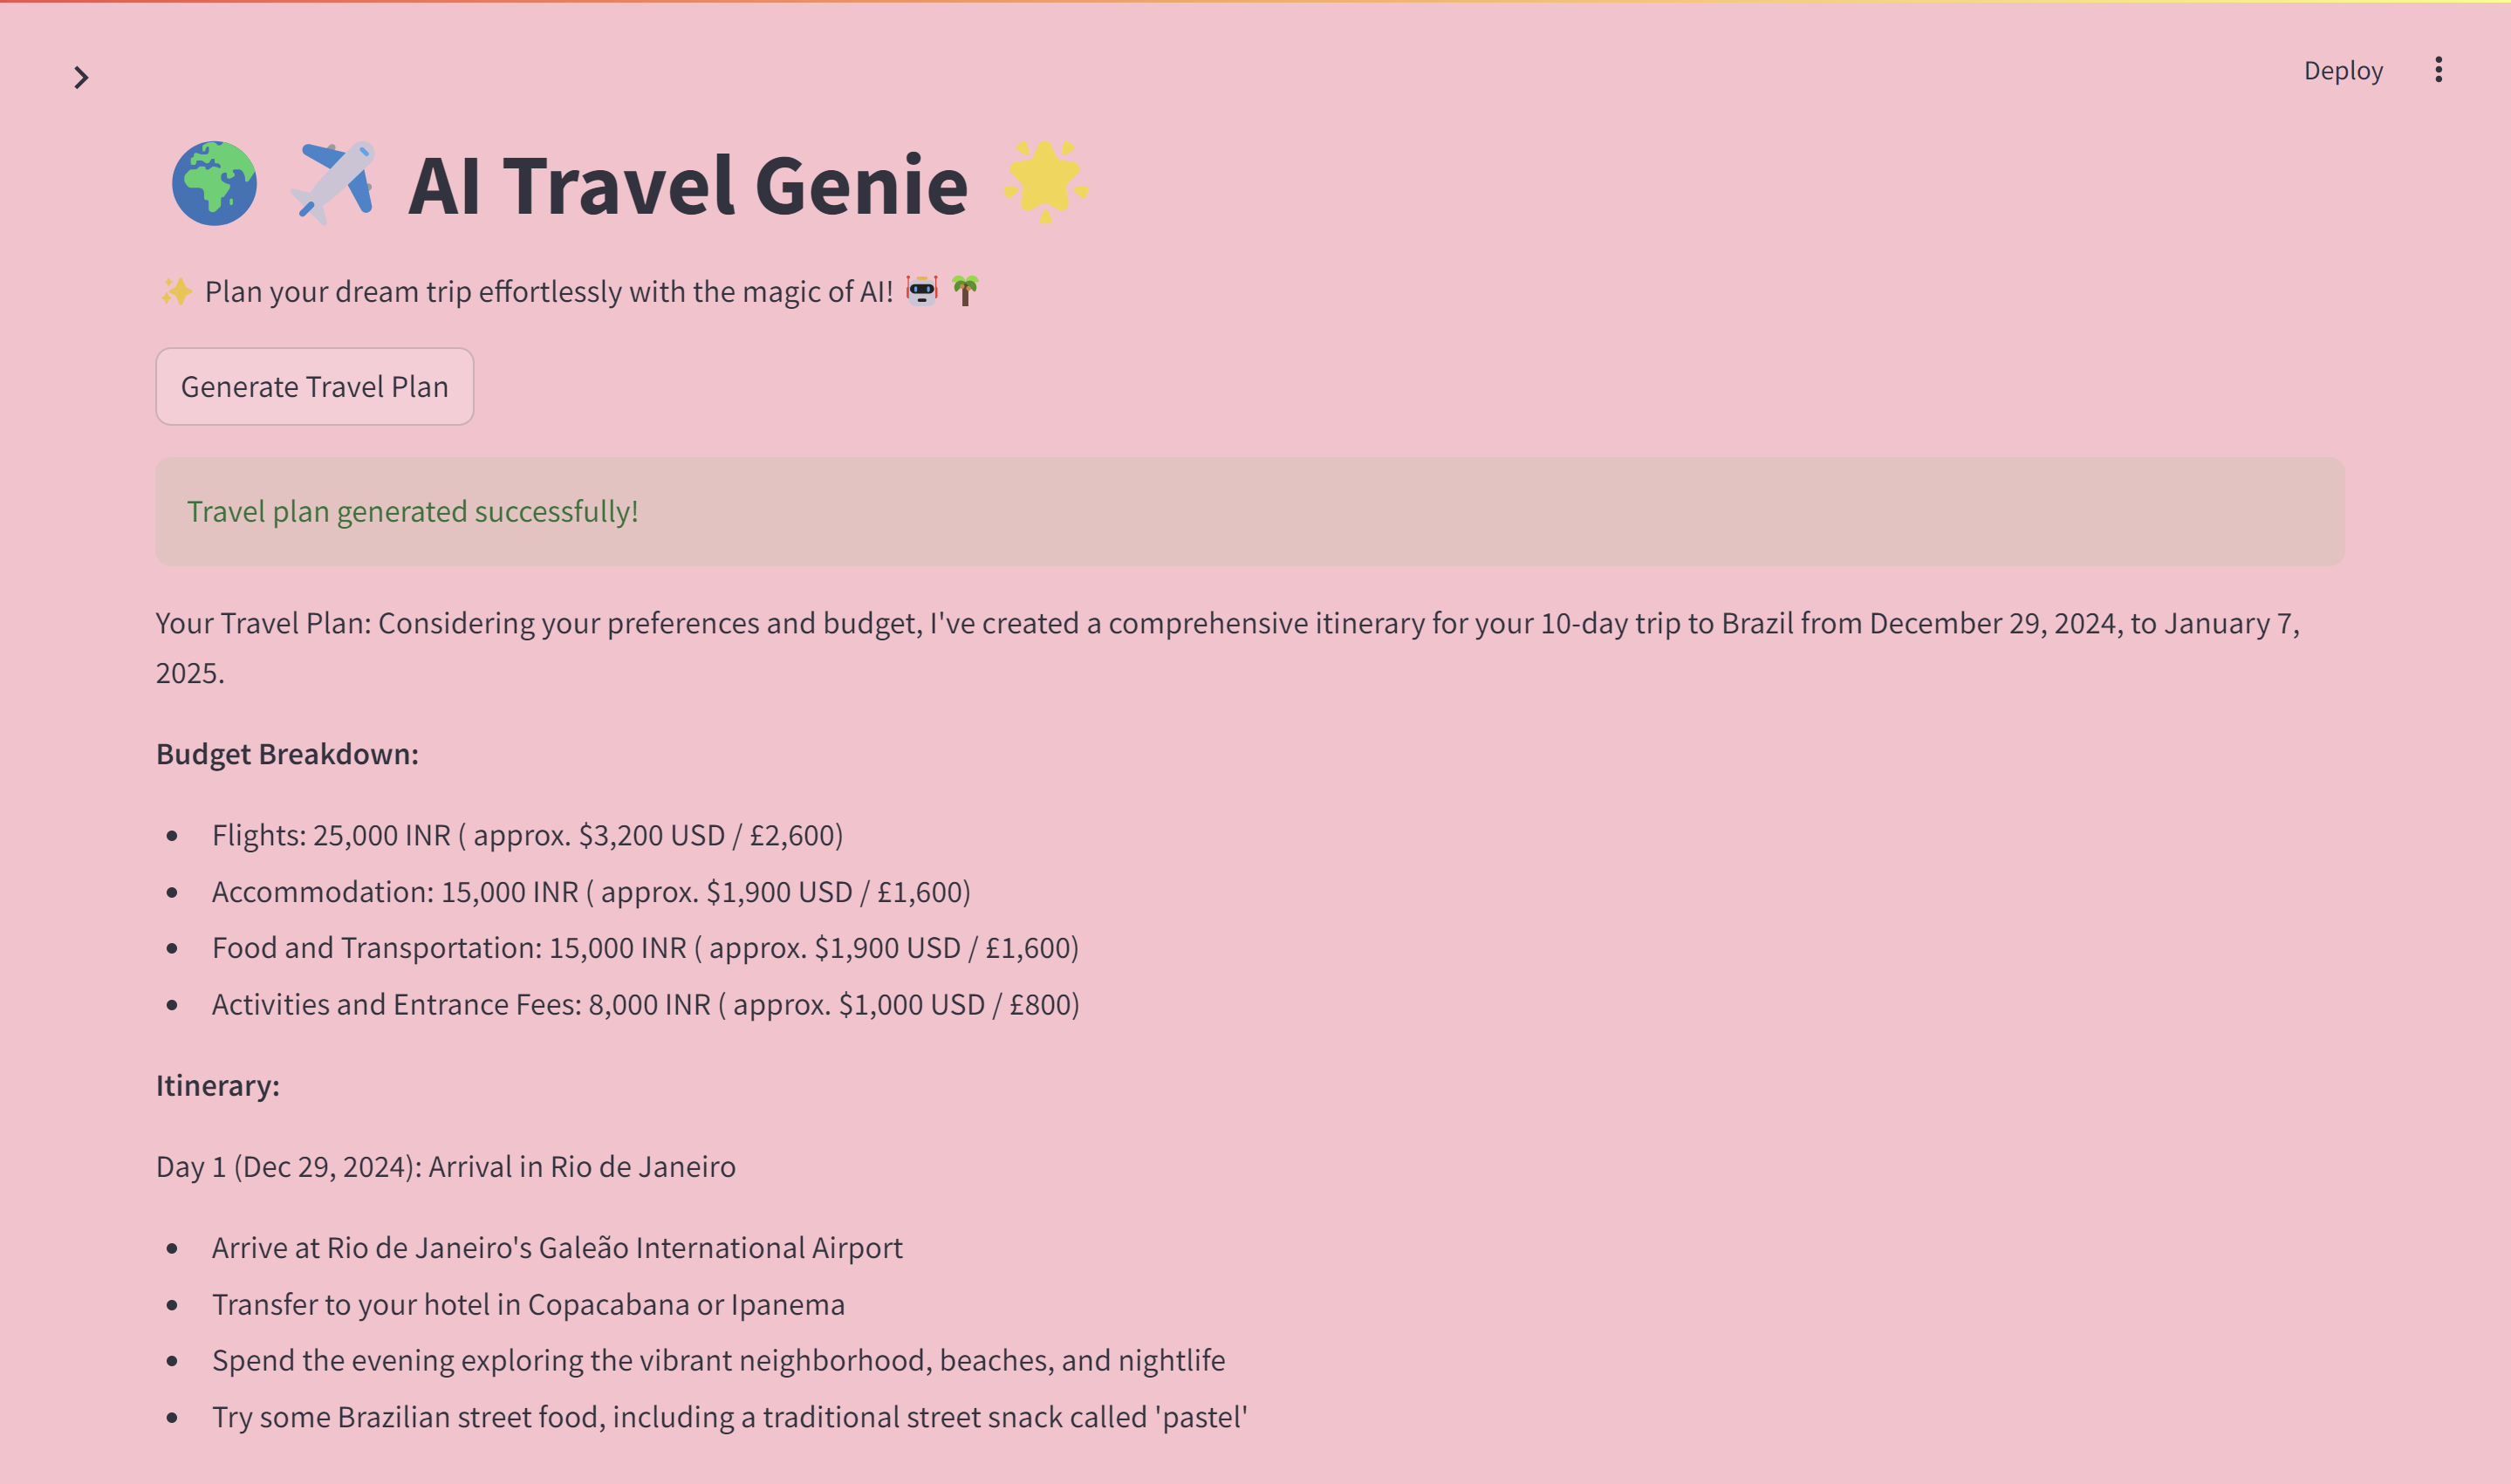 Deploy
🌍 ✈️ AI Travel Genie 🌟
✨ Plan your dream trip effortlessly with the magic of AI! 🤖 🌴
Generate Travel Plan
Travel plan generated successfully!
Your Travel Plan: Considering your preferences and budget, I've created a comprehensive itinerary for your 10-day trip to Brazil from December 29, 2024, to January 7,
2025.
Budget Breakdown:
• Flights: 25,000 INR ( approx. $3,200 USD / £2,600)
• Accommodation: 15,000 INR ( approx. $1,900 USD / £1,600)
• Food and Transportation: 15,000 INR ( approx. $1,900 USD / £1,600)
• Activities and Entrance Fees: 8,000 INR ( approx. $1,000 USD / £800)
Itinerary:
Day 1 (Dec 29, 2024): Arrival in Rio de Janeiro
• Arrive at Rio de Janeiro's Galeão International Airport
• Transfer to your hotel in Copacabana or Ipanema
• Spend the evening exploring the vibrant neighborhood, beaches, and nightlife
• Try some Brazilian street food, including a traditional street snack called 'pastel'